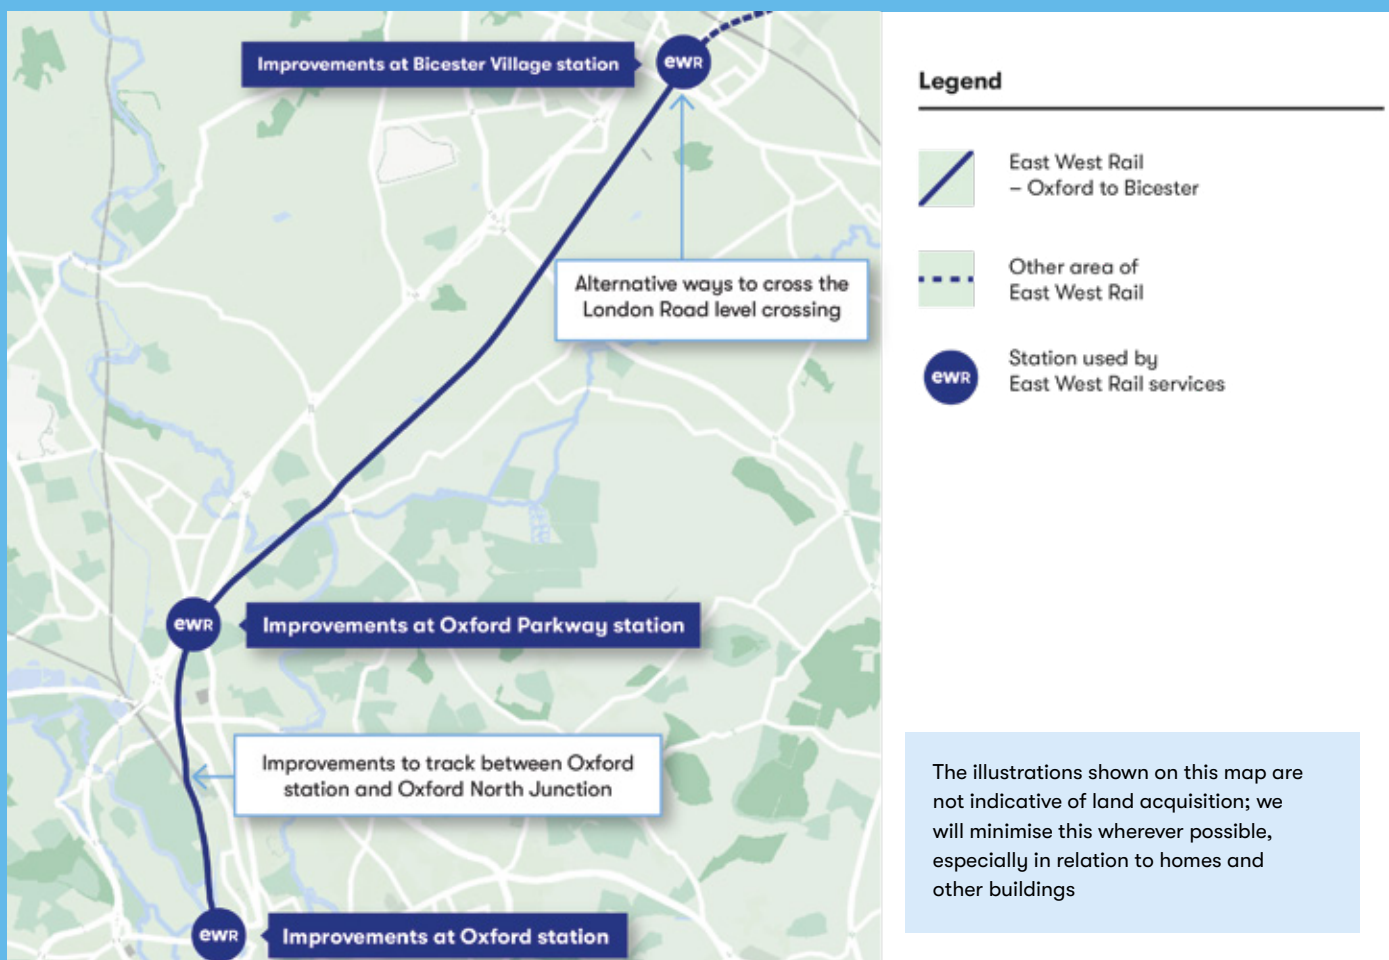 Improvements at Bicester Village station
ewR
Alternative ways to cross the
London Road level crossing
ewR
Improvements at Oxford Parkway station
Improvements to track between Oxford
station and Oxford North Junction
ewR
Improvements at Oxford station
Legend
East West Rail
– Oxford to Bicester
Other area of
East West Rail
ewR
Station used by
East West Rail services
The illustrations shown on this map are
not indicative of land acquisition; we
will minimise this wherever possible,
especially in relation to homes and
other buildings